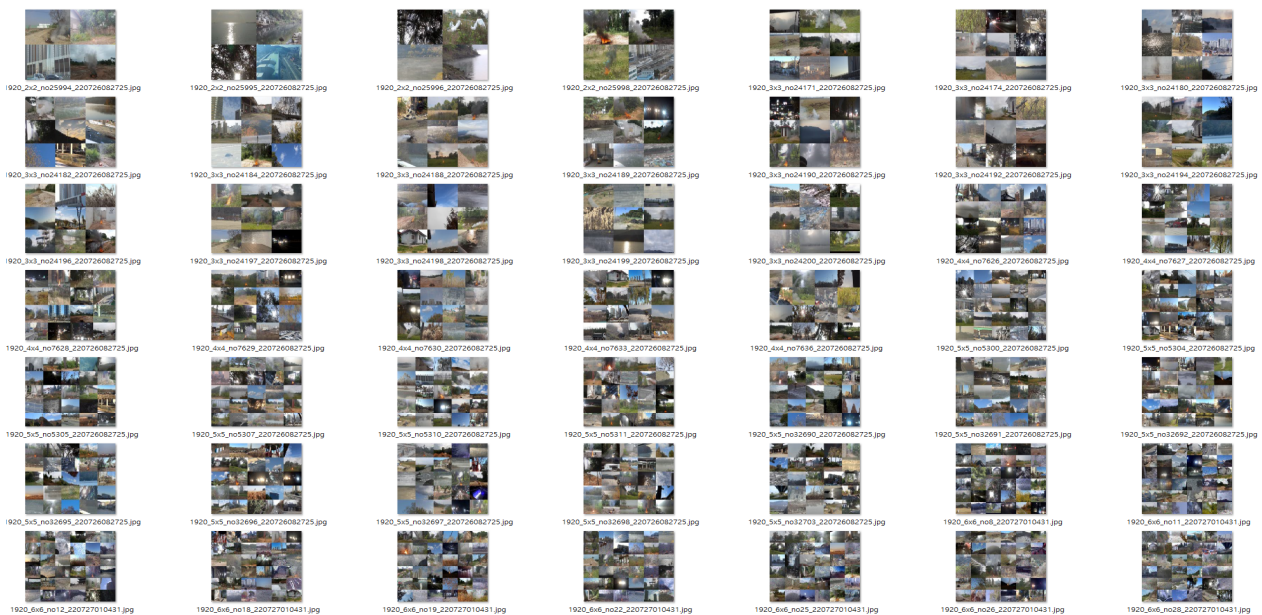 1920_2x2_no25994_220726082725.jpg
1920_2x2_no25995_220726082725.jpg
1920_2x2_no25996_220726082725.jpg
1920_2x2_no25998_220726082725.jpg
1920_3x3_no24171_220726082725.jpg
1920_3x3_no24174_220726082725.jpg
1920_3x3_no24180_220726082725.jpg
1920_3x3_no24182_220726082725.jpg
1920_3x3_no24184_220726082725.jpg
1920_3x3_no24188_220726082725.jpg
1920_3x3_no24189_220726082725.jpg
1920_3x3_no24190_220726082725.jpg
1920_3x3_no24192_220726082725.jpg
1920_3x3_no24194_220726082725.jpg
1920_3x3_no24196_220726082725.jpg
1920_3x3_no24197_220726082725.jpg
1920_3x3_no24198_220726082725.jpg
1920_3x3_no24199_220726082725.jpg
1920_3x3_no24200_220726082725.jpg
1920_4x4_no7626_220726082725.jpg
1920_4x4_no7627_220726082725.jpg
1920_4x4_no7628_220726082725.jpg
1920_4x4_no7629_220726082725.jpg
1920_4x4_no7630_220726082725.jpg
1920_4x4_no7633_220726082725.jpg
1920_4x4_no7636_220726082725.jpg
1920_5x5_no5300_220726082725.jpg
1920_5x5_no5304_220726082725.jpg
1920_5x5_no5305_220726082725.jpg
1920_5x5_no5307_220726082725.jpg
1920_5x5_no5310_220726082725.jpg
1920_5x5_no5311_220726082725.jpg
1920_5x5_no32690_220726082725.jpg
1920_5x5_no32691_220726082725.jpg
1920_5x5_no32692_220726082725.jpg
1920_5x5_no32695_220726082725.jpg
1920_5x5_no32696_220726082725.jpg
1920_5x5_no32697_220726082725.jpg
1920_5x5_no32698_220726082725.jpg
1920_5x5_no32703_220726082725.jpg
1920_6x6_no8_220727010431.jpg
1920_6x6_no11_220727010431.jpg
1920_6x6_no12_220727010431.jpg
1920_6x6_no18_220727010431.jpg
1920_6x6_no19_220727010431.jpg
1920_6x6_no22_220727010431.jpg
1920_6x6_no25_220727010431.jpg
1920_6x6_no26_220727010431.jpg
1920_6x6_no28_220727010431.jpg